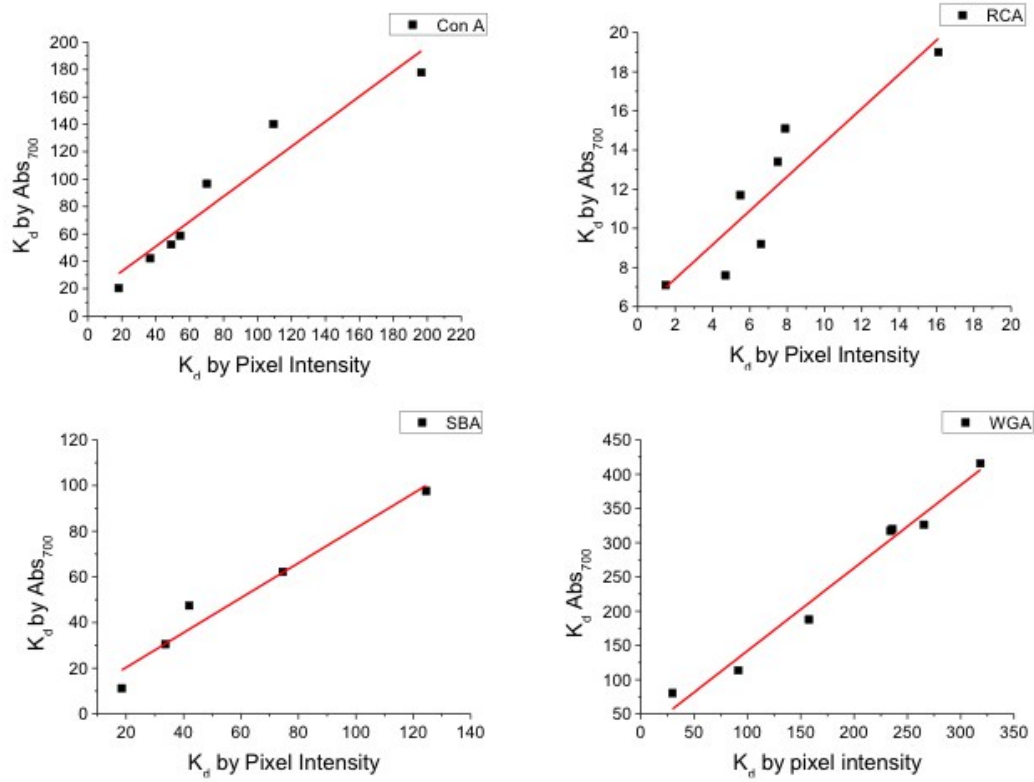 Con A
200
180
160
140
120
100
80
60
40
20
0
K_d by Abs_700
0 20 40 60 80 100 120 140 160 180 200 220
K_d by Pixel Intensity
RCA
20
18
16
14
12
10
8
6
K_d by Abs_700
0 2 4 6 8 10 12 14 16 18 20
K_d by Pixel Intensity
SBA
120
100
80
60
40
20
0
K_d by Abs_700
20 40 60 80 100 120 140
K_d by Pixel Intensity
WGA
450
400
350
300
250
200
150
100
50
K_d Abs_700
0 50 100 150 200 250 300 350
K_d by pixel intensity